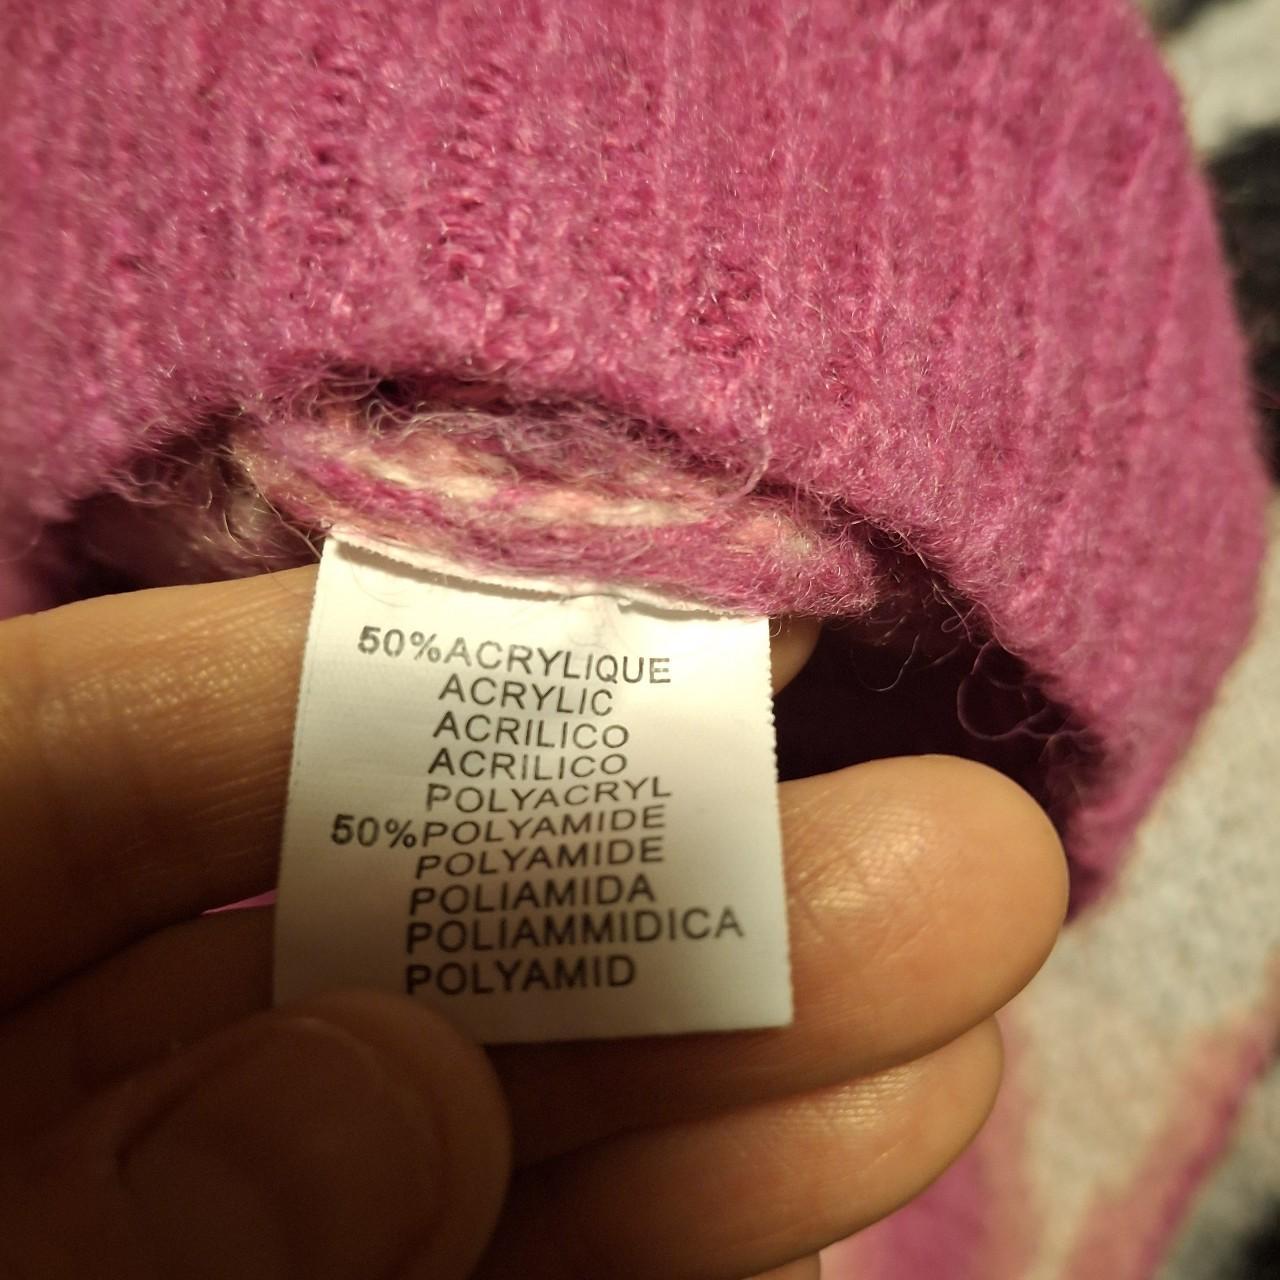 50%ACRYLIQUE
ACRYLIC
ACRILICO
ACRILICO
POLYACRYL
50%POLYAMIDE
POLYAMIDE
POLIAMIDA
POLIAMMIDICA
POLYAMID